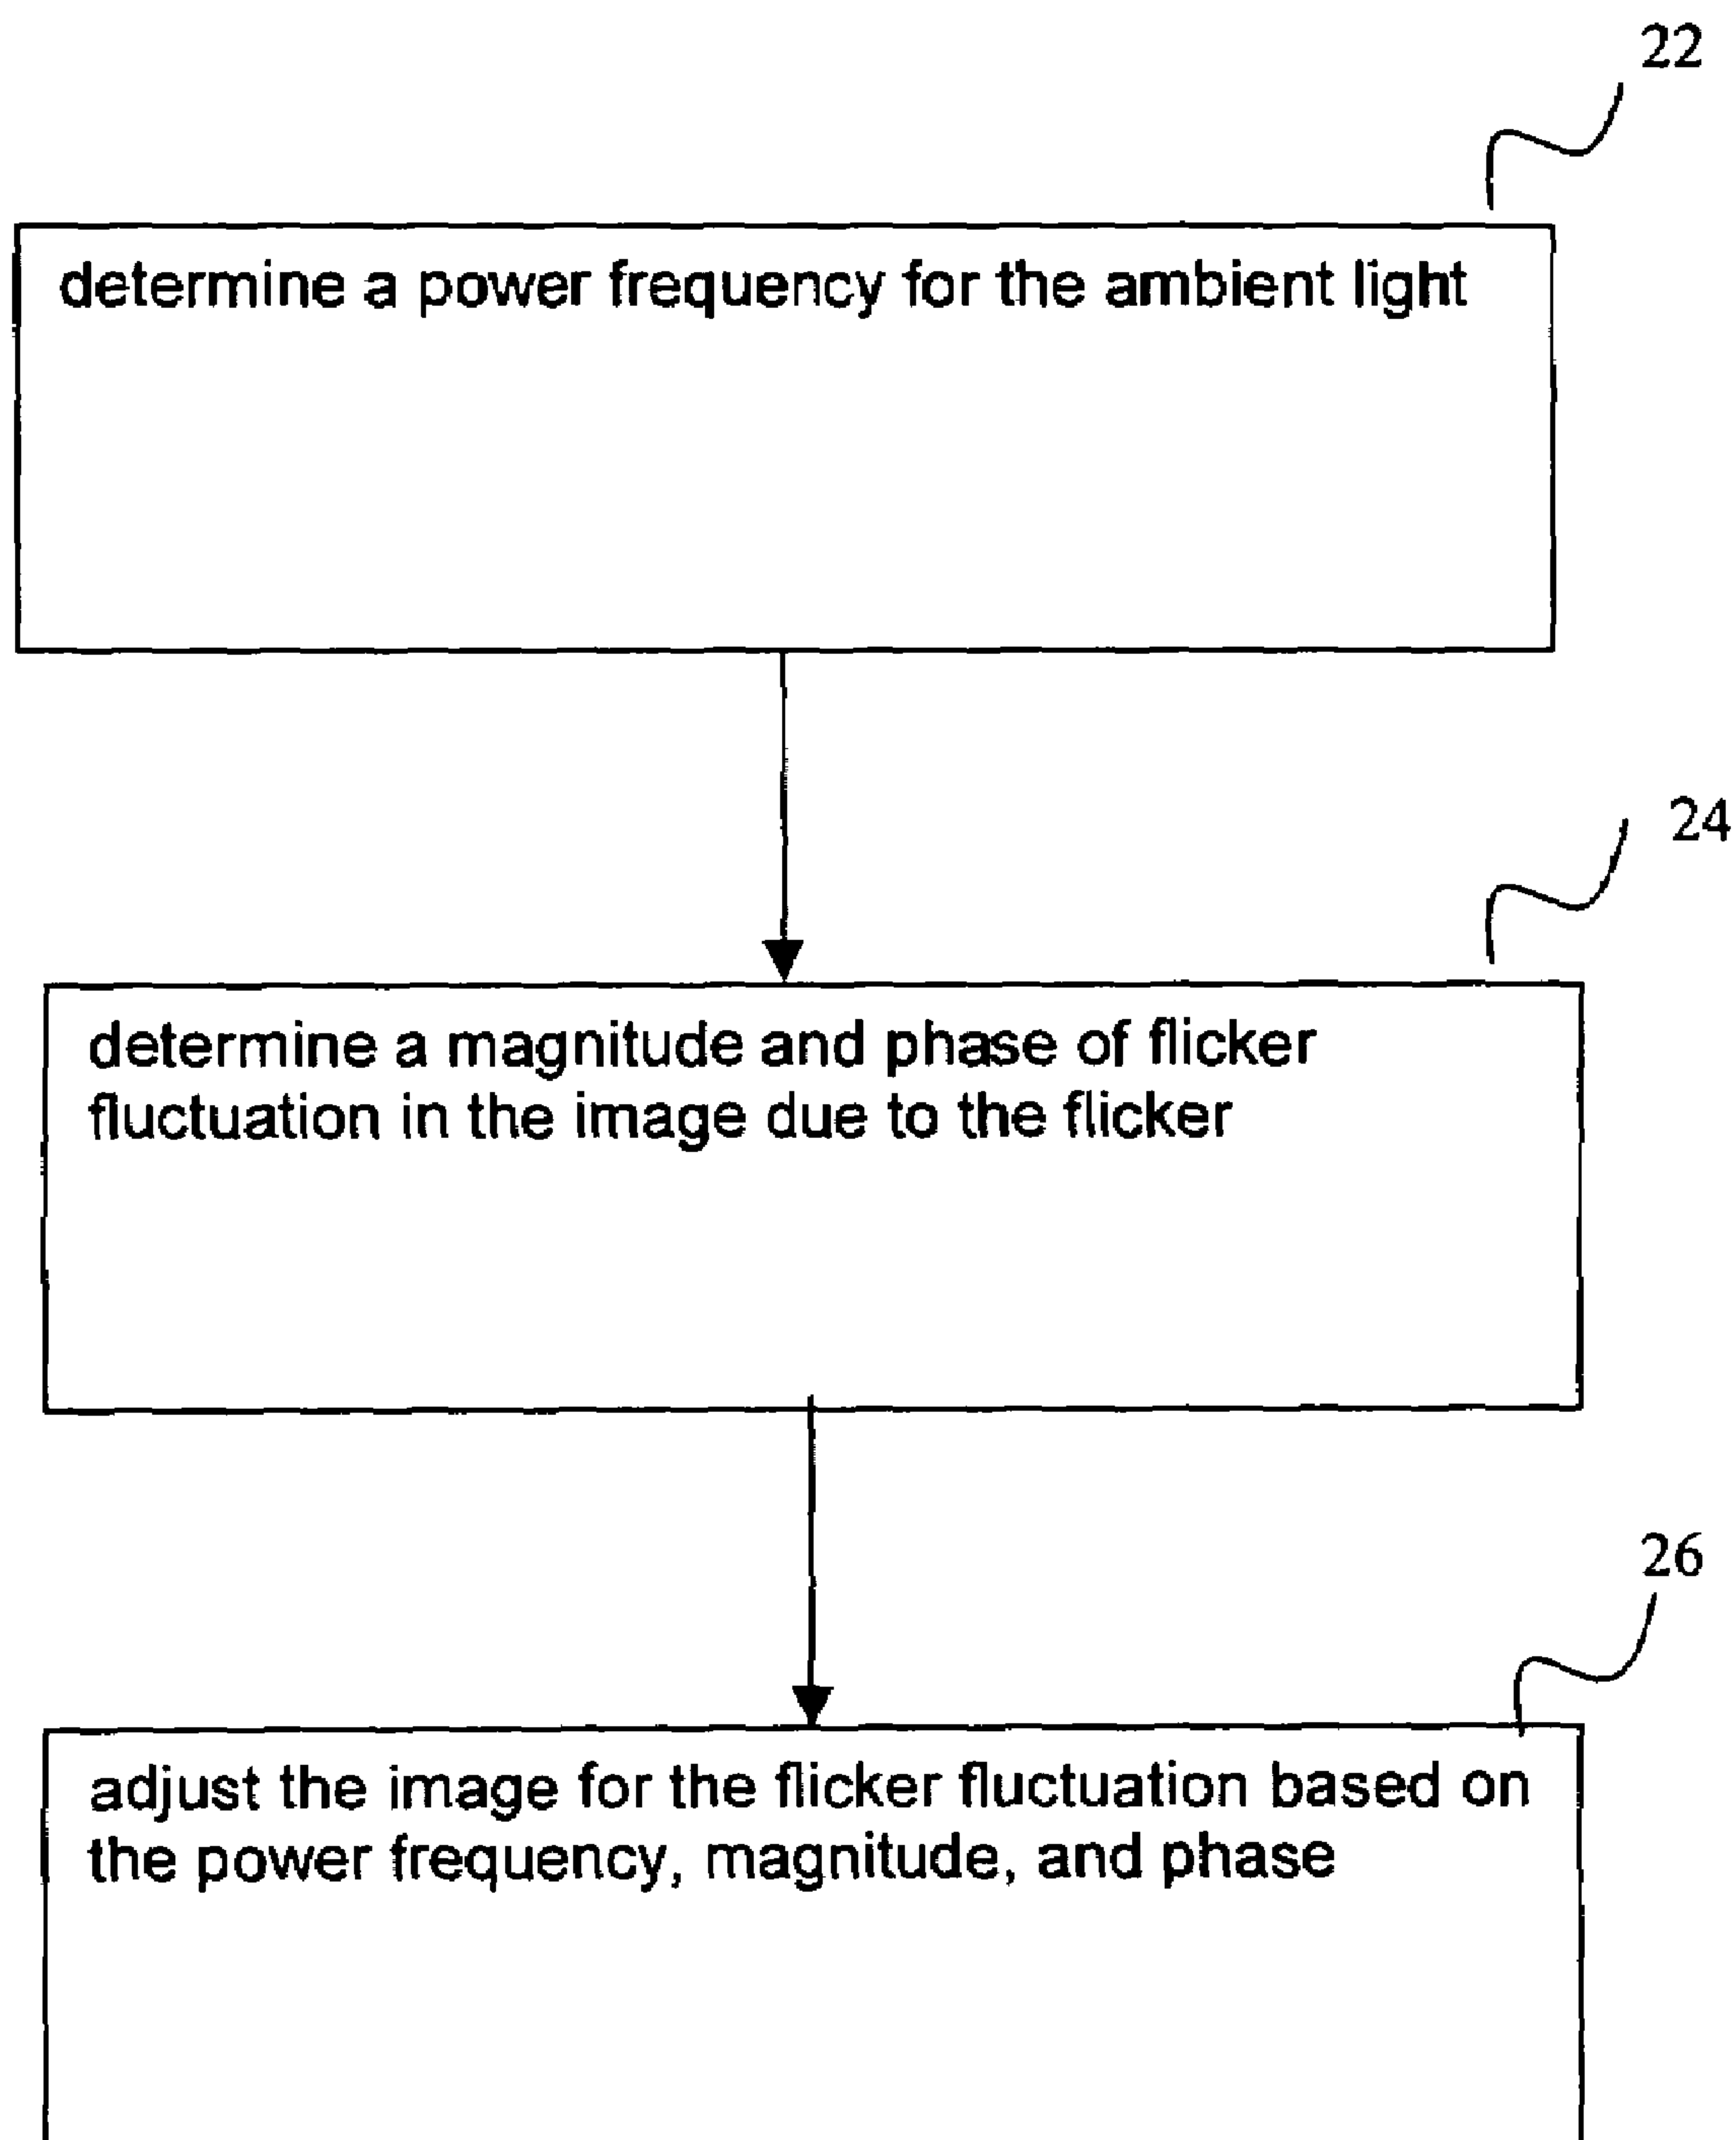 22
determine a power frequency for the ambient light
24
determine a magnitude and phase of flicker
fluctuation in the image due to the flicker
26
adjust the image for the flicker fluctuation based on
the power frequency, magnitude, and phase